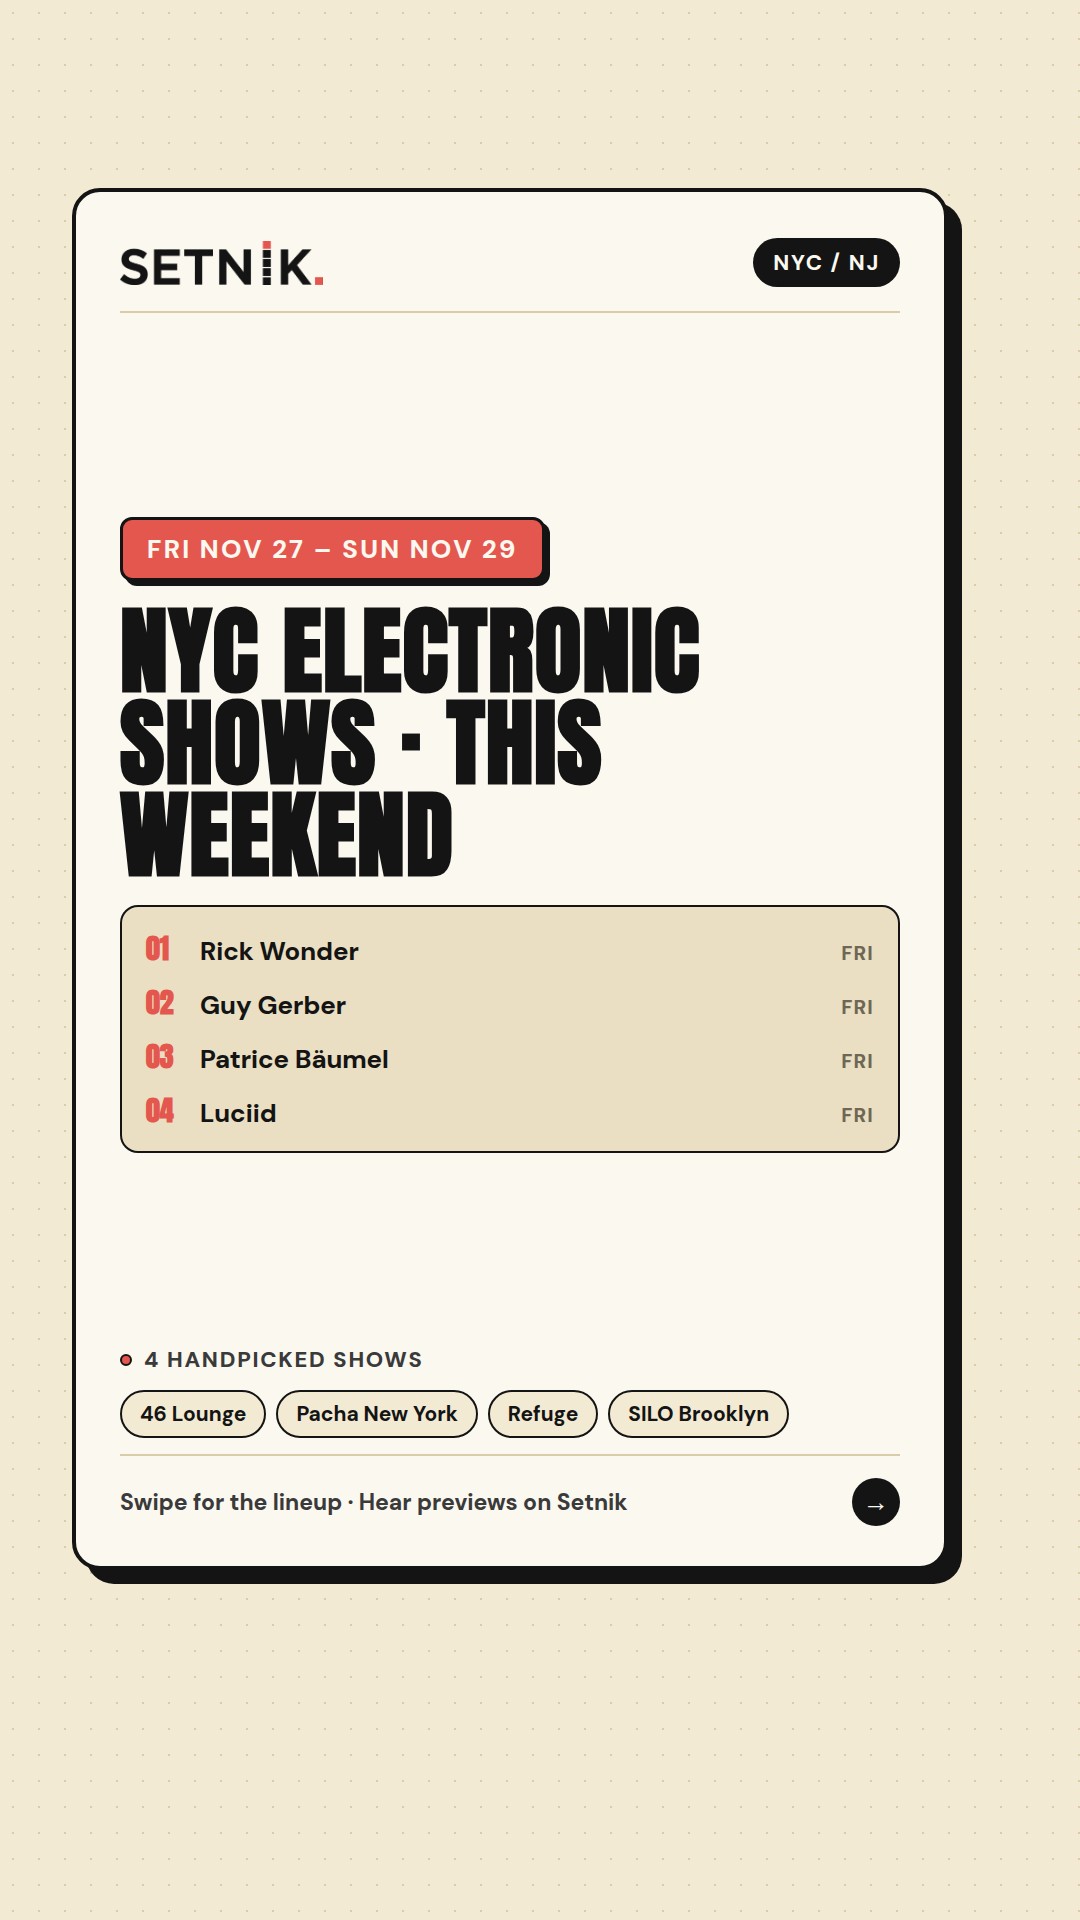 SETNIK.
NYC / NJ
FRI NOV 27 – SUN NOV 29
NYC ELECTRONIC
SHOWS · THIS
WEEKEND
01 Rick Wonder FRI
02 Guy Gerber FRI
03 Patrice Bäumel FRI
04 Luciid FRI
4 HANDPICKED SHOWS
46 Lounge Pacha New York Refuge SILO Brooklyn
Swipe for the lineup · Hear previews on Setnik →